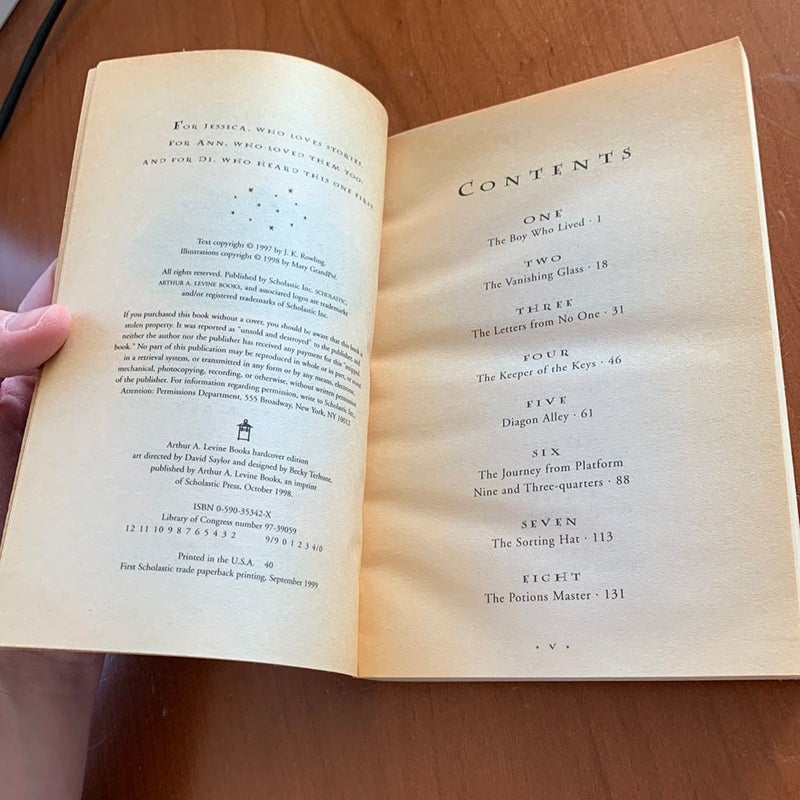 FOR JESSICA, WHO LOVES STORIES,
FOR ANN, WHO LOVED THEM TOO;
AND FOR DI, WHO HEARD THIS ONE FIRST.
Text copyright © 1997 by J. K. Rowling.
Illustrations copyright © 1998 by Mary GrandPré.
All rights reserved. Published by Scholastic Inc. SCHOLASTIC,
ARTHUR A. LEVINE BOOKS, and associated logos are trademarks
and/or registered trademarks of Scholastic Inc.
If you purchased this book without a cover, you should be aware that this book is
stolen property. It was reported as "unsold and destroyed" to the publisher, and
neither the author nor the publisher has received any payment for this "stripped
book." No part of this publication may be reproduced in whole or in part, or stored
in a retrieval system, or transmitted in any form or by any means, electronic,
mechanical, photocopying, recording, or otherwise, without written permission
of the publisher. For information regarding permission, write to Scholastic Inc.,
Attention: Permissions Department, 555 Broadway, New York, NY 10012.
Arthur A. Levine Books hardcover edition
art directed by David Saylor and designed by Becky Terhune,
published by Arthur A. Levine Books, an imprint
of Scholastic Press, October 1998.
ISBN 0-590-35342-X
Library of Congress number 97-39059
12 11 10 9 8 7 6 5 4 3 2 9/9 0 1 2 3 4/0
Printed in the U.S.A. 40
First Scholastic trade paperback printing, September 1999
CONTENTS
ONE
The Boy Who Lived · 1
TWO
The Vanishing Glass · 18
THREE
The Letters from No One · 31
FOUR
The Keeper of the Keys · 46
FIVE
Diagon Alley · 61
SIX
The Journey from Platform
Nine and Three-quarters · 88
SEVEN
The Sorting Hat · 113
EIGHT
The Potions Master · 131
· v ·